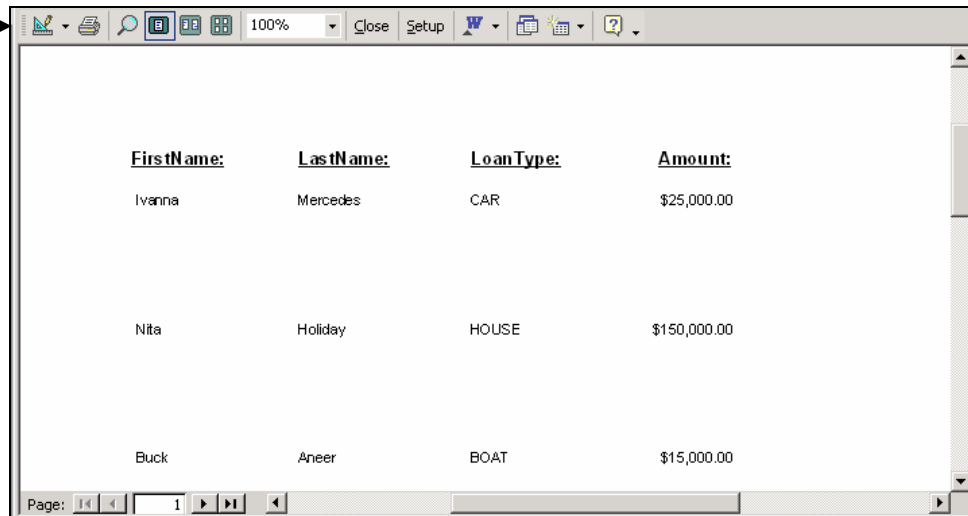 100% Close Setup
FirstName: LastName: LoanType: Amount:
Ivanna Mercedes CAR $25,000.00
Nita Holiday HOUSE $150,000.00
Buck Aneer BOAT $15,000.00
Page: 1